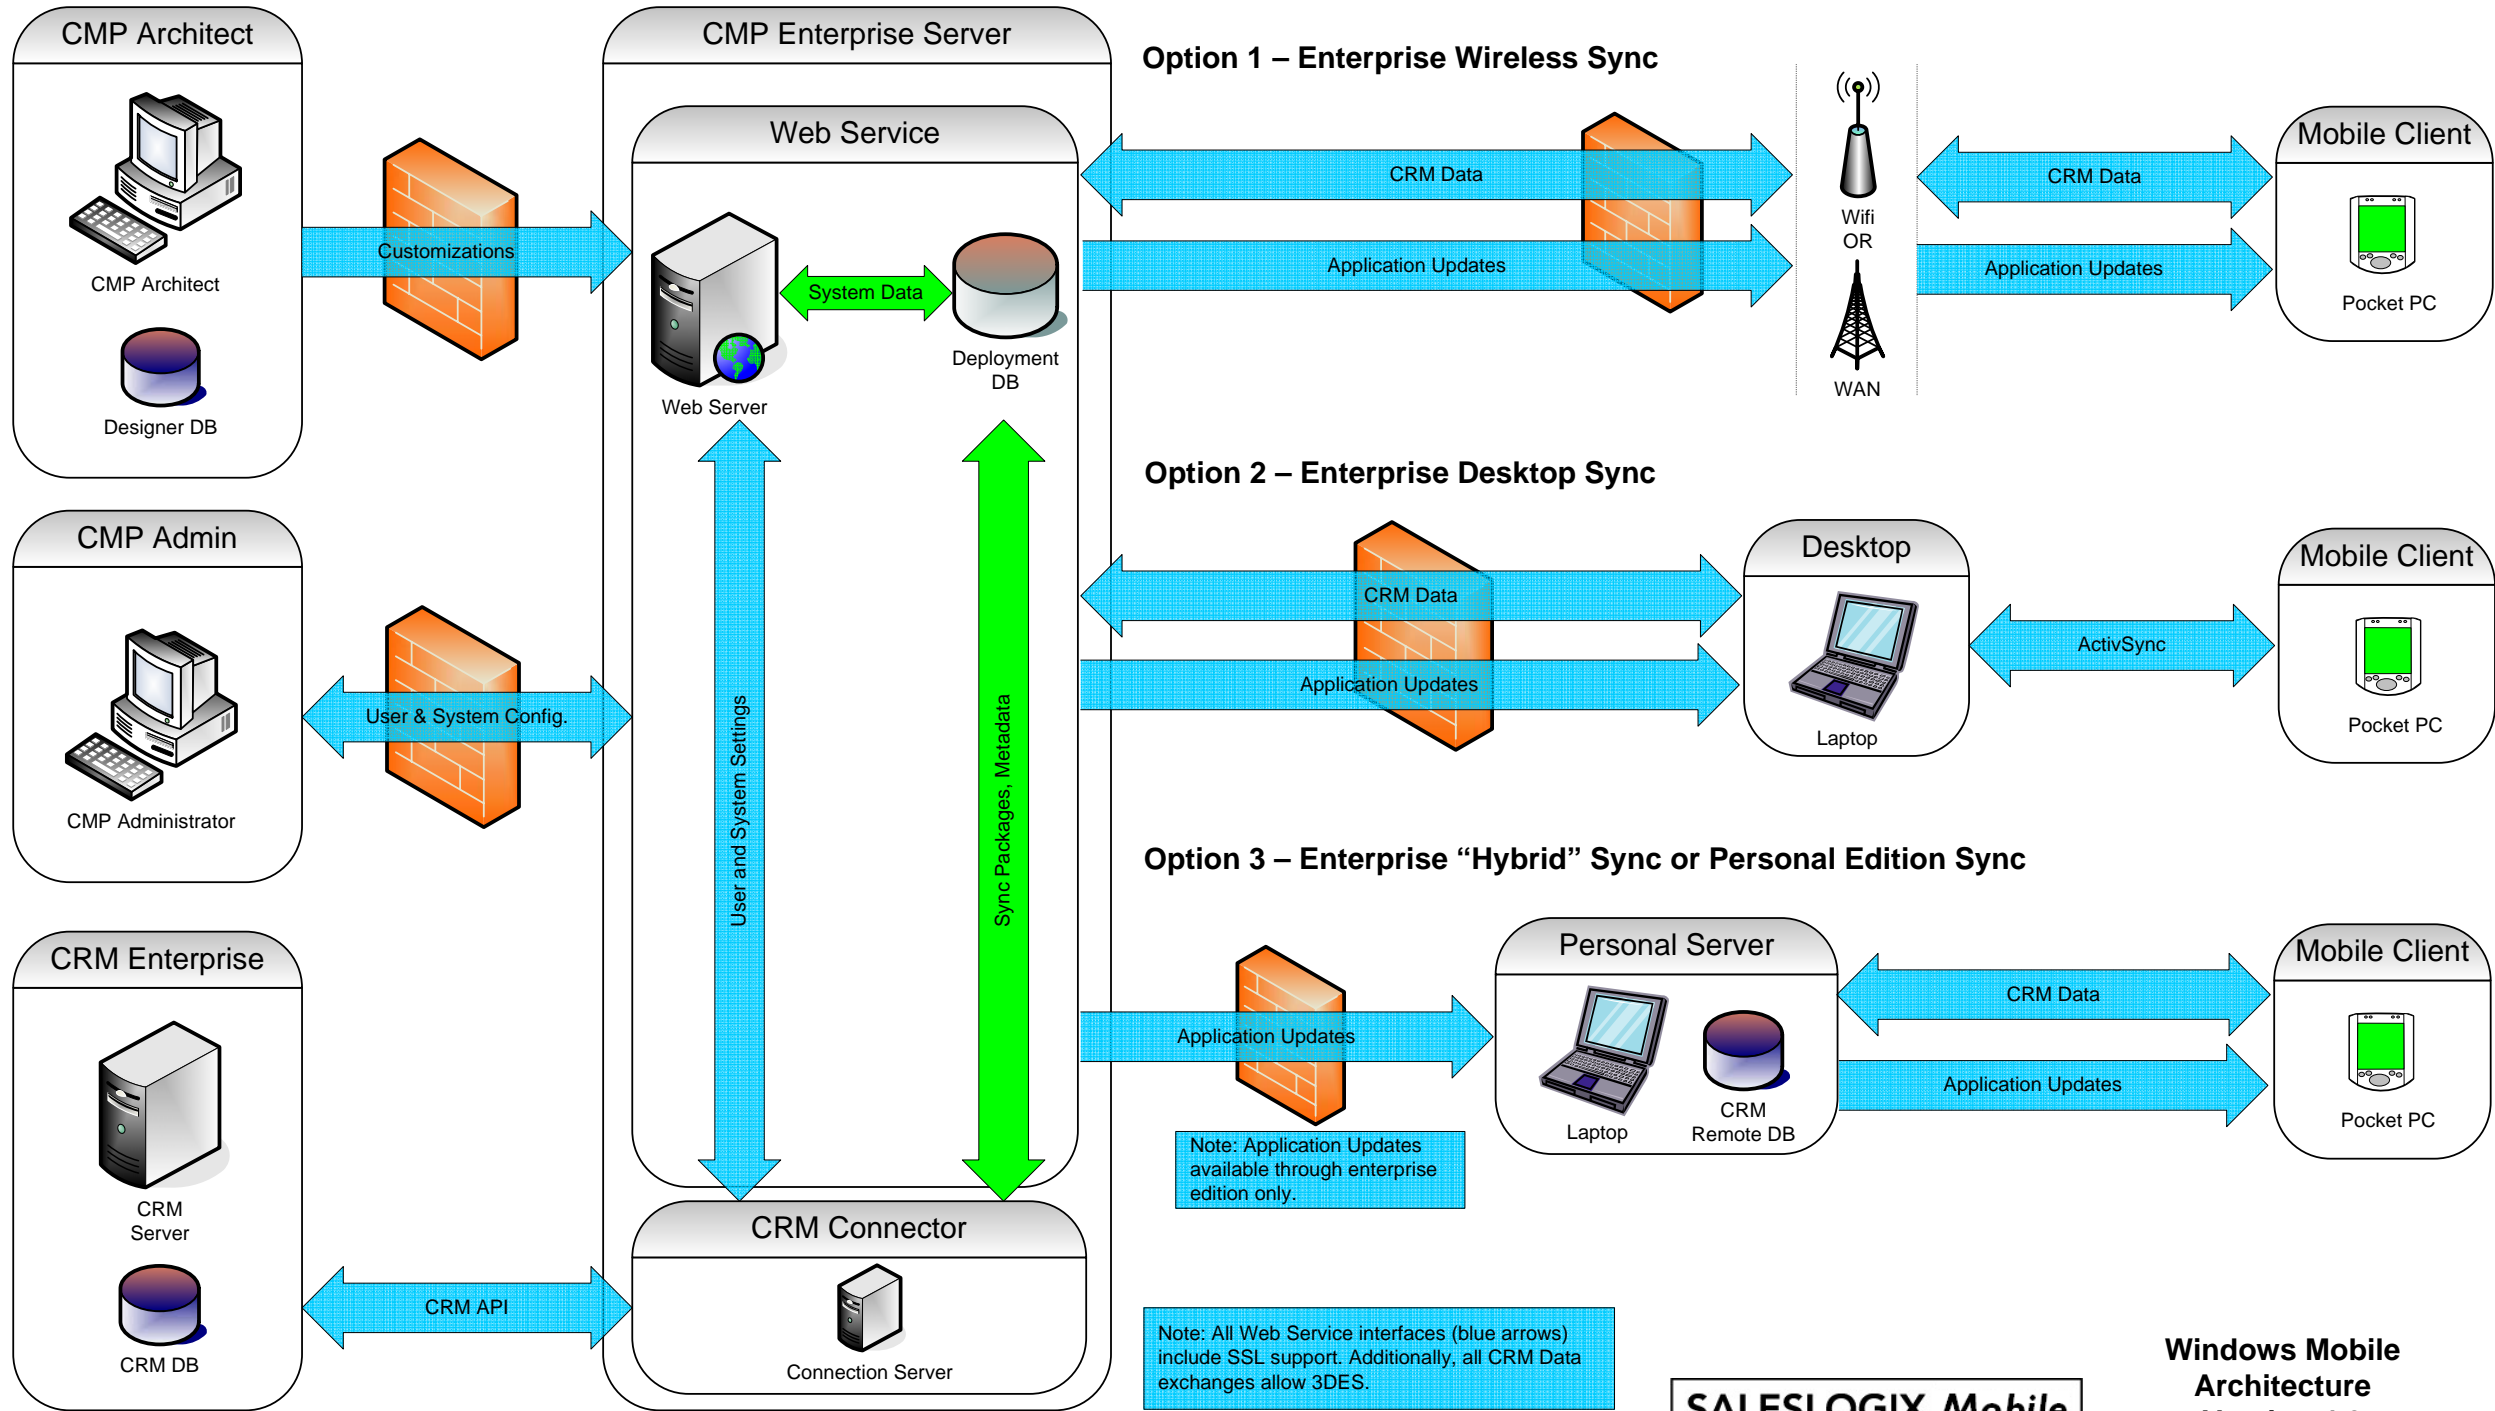 CMP Architect
CMP Architect
Designer DB
Customizations
CMP Admin
CMP Administrator
User & System Config.
CRM Enterprise
CRM
Server
CRM DB
CRM API
CMP Enterprise Server
Web Service
Web Server
System Data
Deployment
DB
User and System Settings
Sync Packages, Metadata
CRM Connector
Connection Server
Option 1 – Enterprise Wireless Sync
CRM Data
Application Updates
Wifi
OR
WAN
CRM Data
Application Updates
Mobile Client
Pocket PC
Option 2 – Enterprise Desktop Sync
CRM Data
Application Updates
Desktop
Laptop
ActivSync
Mobile Client
Pocket PC
Option 3 – Enterprise “Hybrid” Sync or Personal Edition Sync
Application Updates
Note: Application Updates
available through enterprise
edition only.
Personal Server
Laptop
CRM
Remote DB
CRM Data
Application Updates
Mobile Client
Pocket PC
Note: All Web Service interfaces (blue arrows)
include SSL support. Additionally, all CRM Data
exchanges allow 3DES.
SALESLOGIX Mobile
Windows Mobile
Architecture